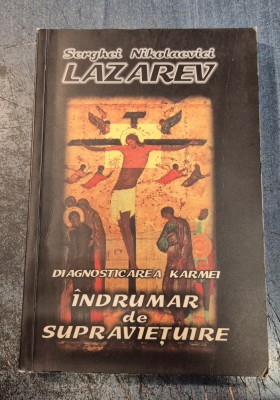 Serghei Nikolaevici
LAZAREV
DIAGNOSTICAREA KARMEI
ÎNDRUMAR
de
SUPRAVIEȚUIRE